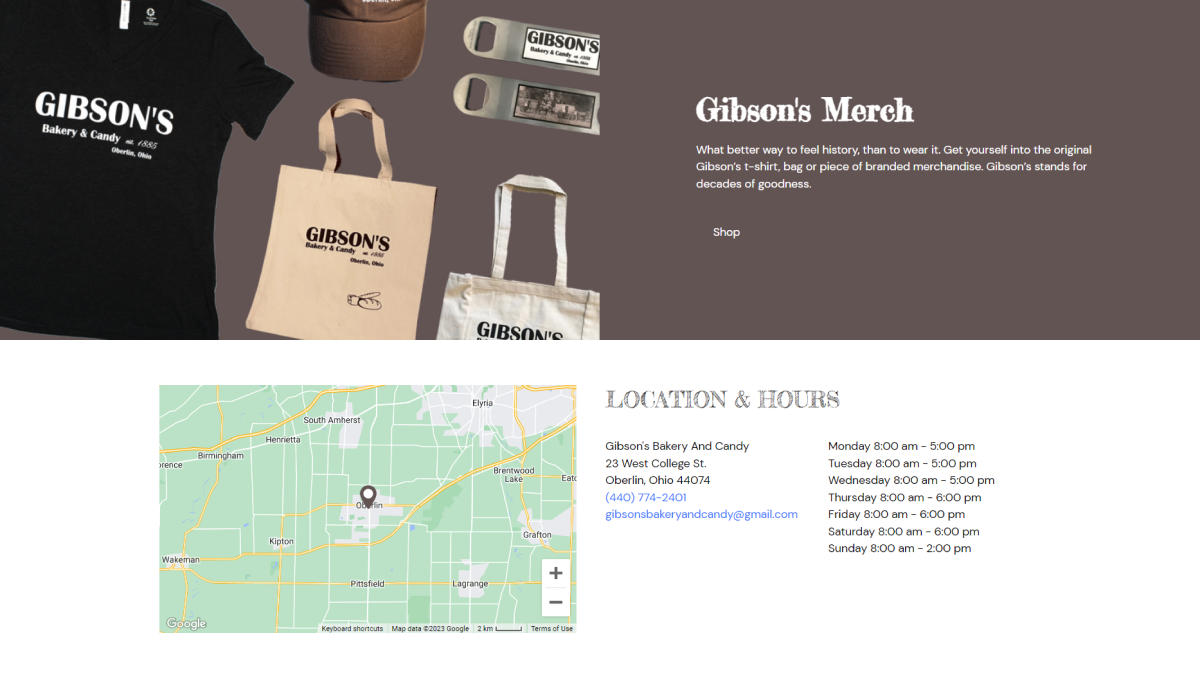 GIBSON'S
Bakery & Candy est. 1885
Oberlin, Ohio
GIBSON'S
Bakery & Candy est. 1885
Oberlin, Ohio
GIBSON'S
Bakery & Candy est. 1885
Oberlin, Ohio
GIBSON'S
Gibson's Merch
What better way to feel history, than to wear it. Get yourself into the original
Gibson's t-shirt, bag or piece of branded merchandise. Gibson's stands for
decades of goodness.
Shop
Elyria
South Amherst
Henrietta
Birmingham
orence
Brentwood
Lake
Eato
Oberlin
Grafton
Kipton
Wakeman
Pittsfield
Lagrange
Google
Keyboard shortcuts Map data ©2023 Google 2 km Terms of Use
LOCATION & HOURS
Gibson's Bakery And Candy
23 West College St.
Oberlin, Ohio 44074
(440) 774-2401
gibsonsbakeryandcandy@gmail.com
Monday 8:00 am - 5:00 pm
Tuesday 8:00 am - 5:00 pm
Wednesday 8:00 am - 5:00 pm
Thursday 8:00 am - 6:00 pm
Friday 8:00 am - 6:00 pm
Saturday 8:00 am - 6:00 pm
Sunday 8:00 am - 2:00 pm